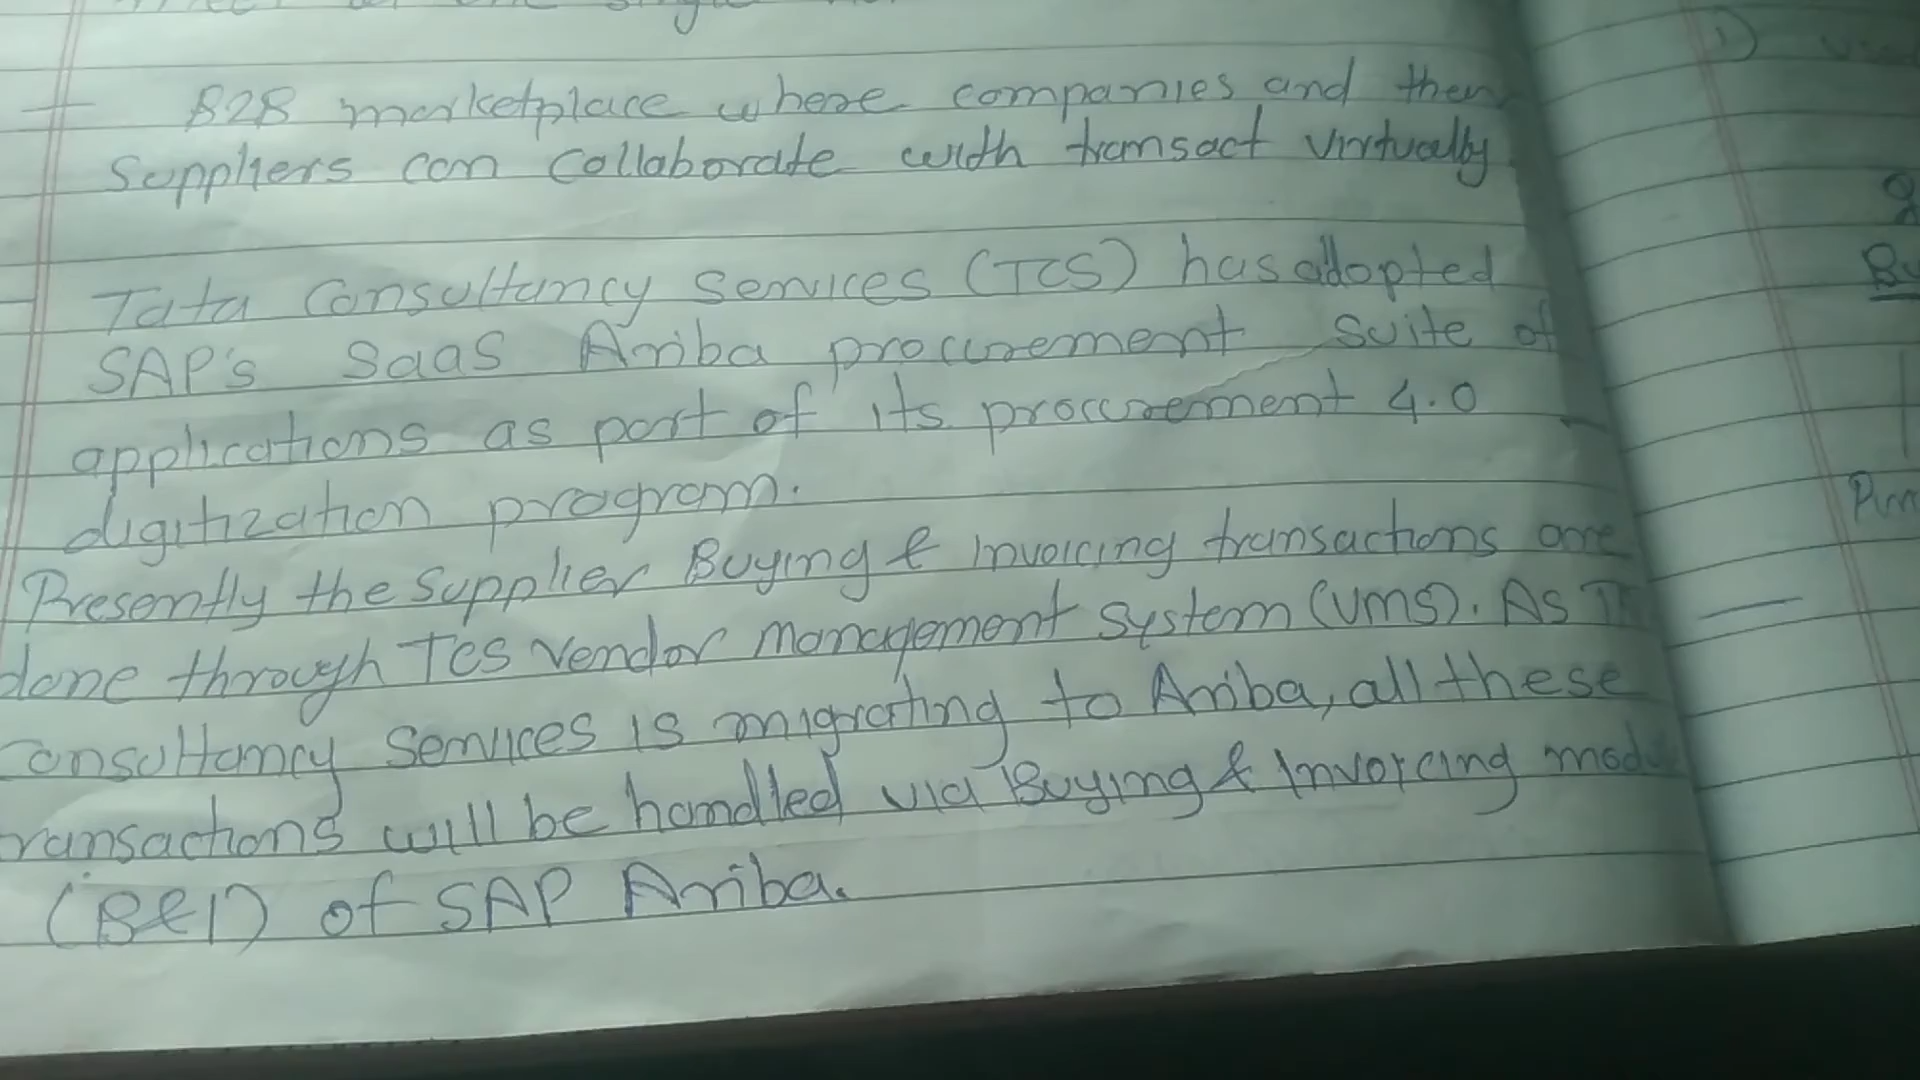 B2B marketplace where companies and their
Suppliers can Collaborate with transact virtually
Tata Consultancy Services (TCS) has adopted
SAP's SaaS Ariba procurement suite of
applications as part of its procurement 4.0
digitization program.
Presently the Supplier Buying & Invoicing transactions are
done through TCS Vendor Management System (VMS). As
Consultancy Services is migrating to Ariba, all these
transactions will be handled via Buying & Invoicing
(B&I) of SAP Ariba.
1)